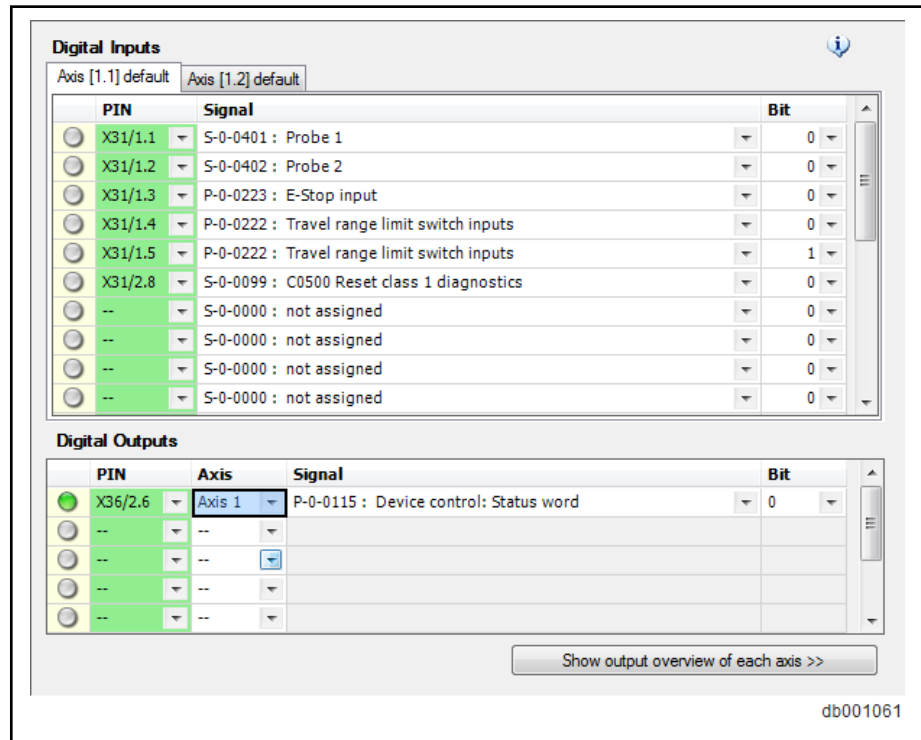 Digital Inputs
Axis [1.1] default Axis [1.2] default
PIN Signal Bit
X31/1.1 S-0-0401 : Probe 1 0
X31/1.2 S-0-0402 : Probe 2 0
X31/1.3 P-0-0223 : E-Stop input 0
X31/1.4 P-0-0222 : Travel range limit switch inputs 0
X31/1.5 P-0-0222 : Travel range limit switch inputs 1
X31/2.8 S-0-0099 : C0500 Reset class 1 diagnostics 0
-- S-0-0000 : not assigned 0
-- S-0-0000 : not assigned 0
-- S-0-0000 : not assigned 0
-- S-0-0000 : not assigned 0
Digital Outputs
PIN Axis Signal Bit
X36/2.6 Axis 1 P-0-0115 : Device control: Status word 0
-- --
-- --
-- --
-- --
Show output overview of each axis >>
db001061